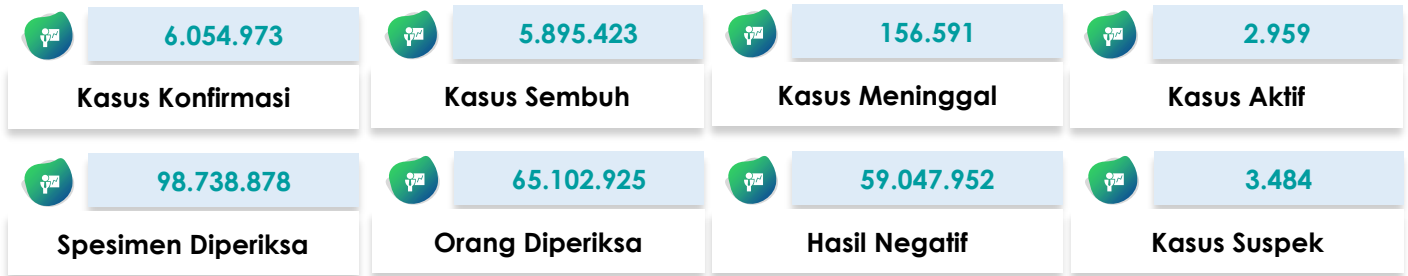 6.054.973
Kasus Konfirmasi
5.895.423
Kasus Sembuh
156.591
Kasus Meninggal
2.959
Kasus Aktif
98.738.878
Spesimen Diperiksa
65.102.925
Orang Diperiksa
59.047.952
Hasil Negatif
3.484
Kasus Suspek